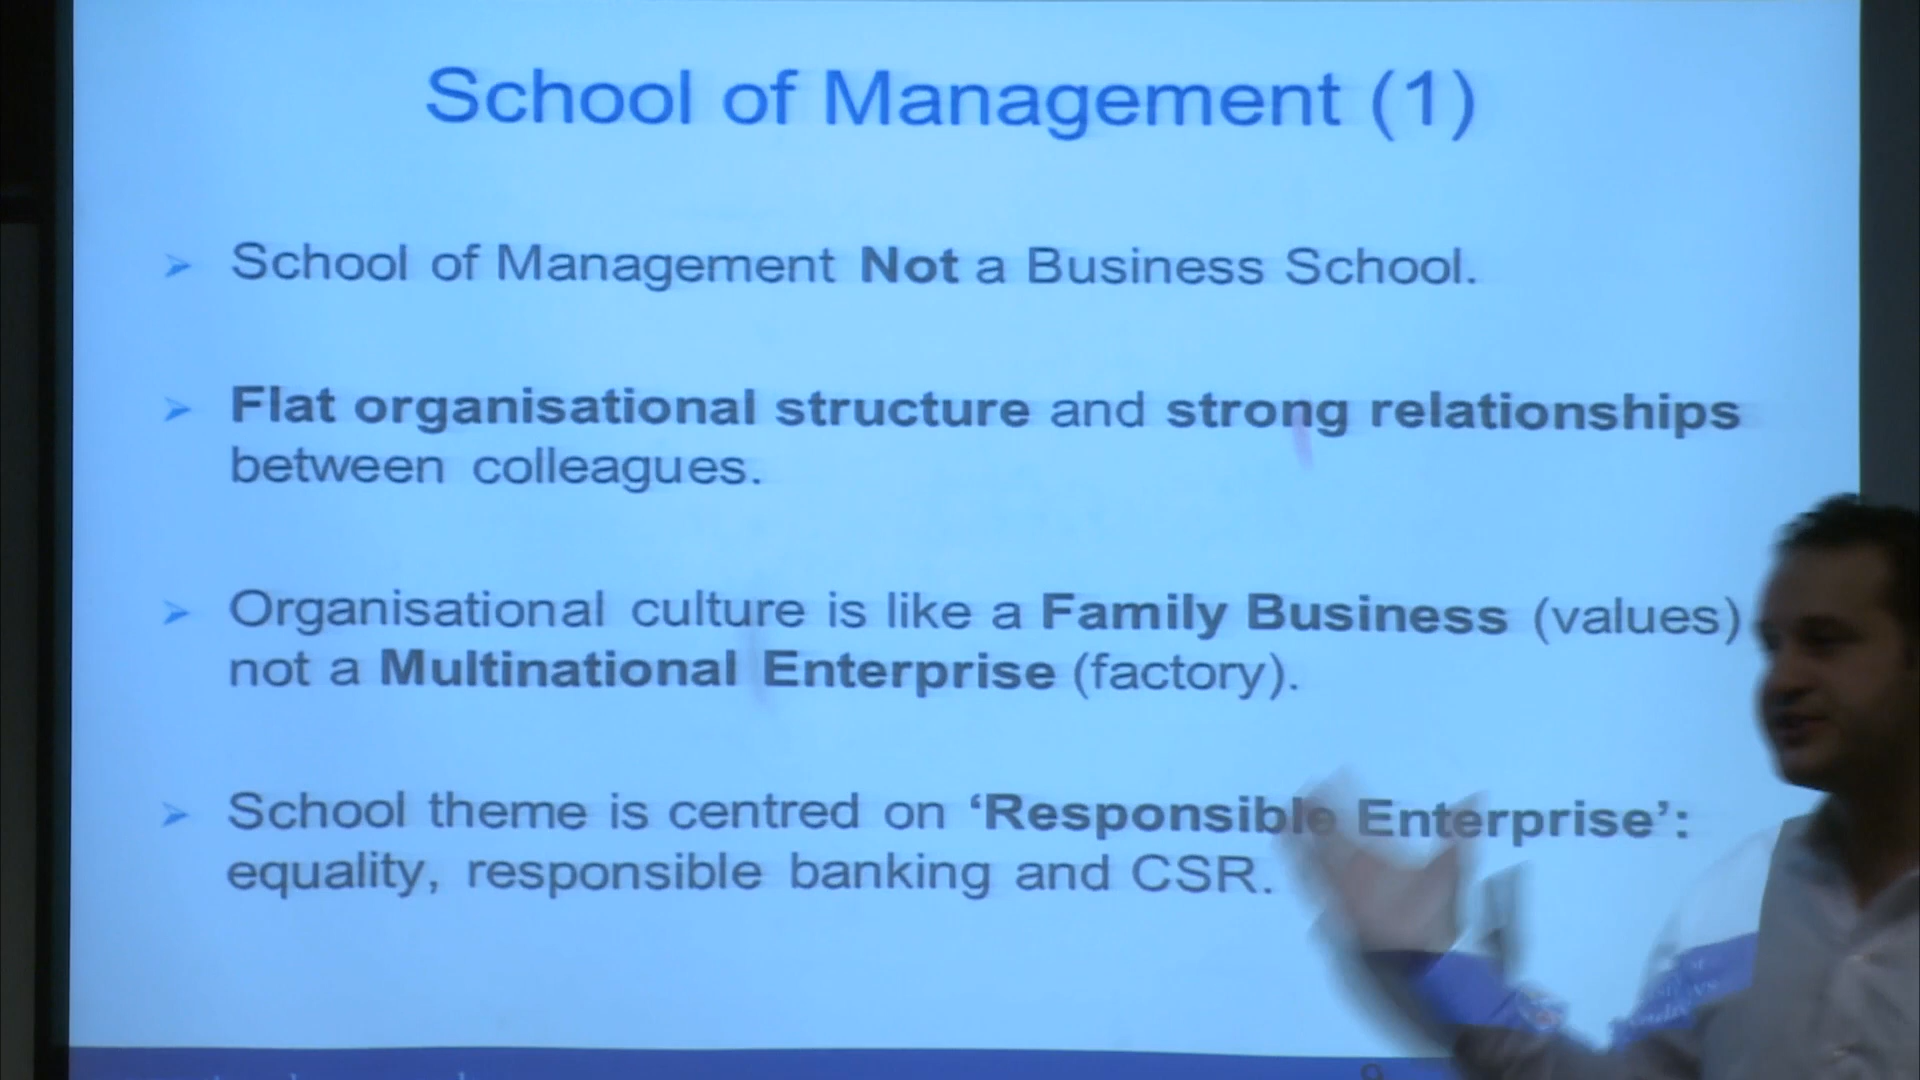 School of Management (1)
School of Management Not a Business School.
Flat organisational structure and strong relationships
between colleagues.
Organisational culture is like a Family Business (values)
not a Multinational Enterprise (factory).
School theme is centred on ‘Responsible Enterprise’:
equality, responsible banking and CSR.